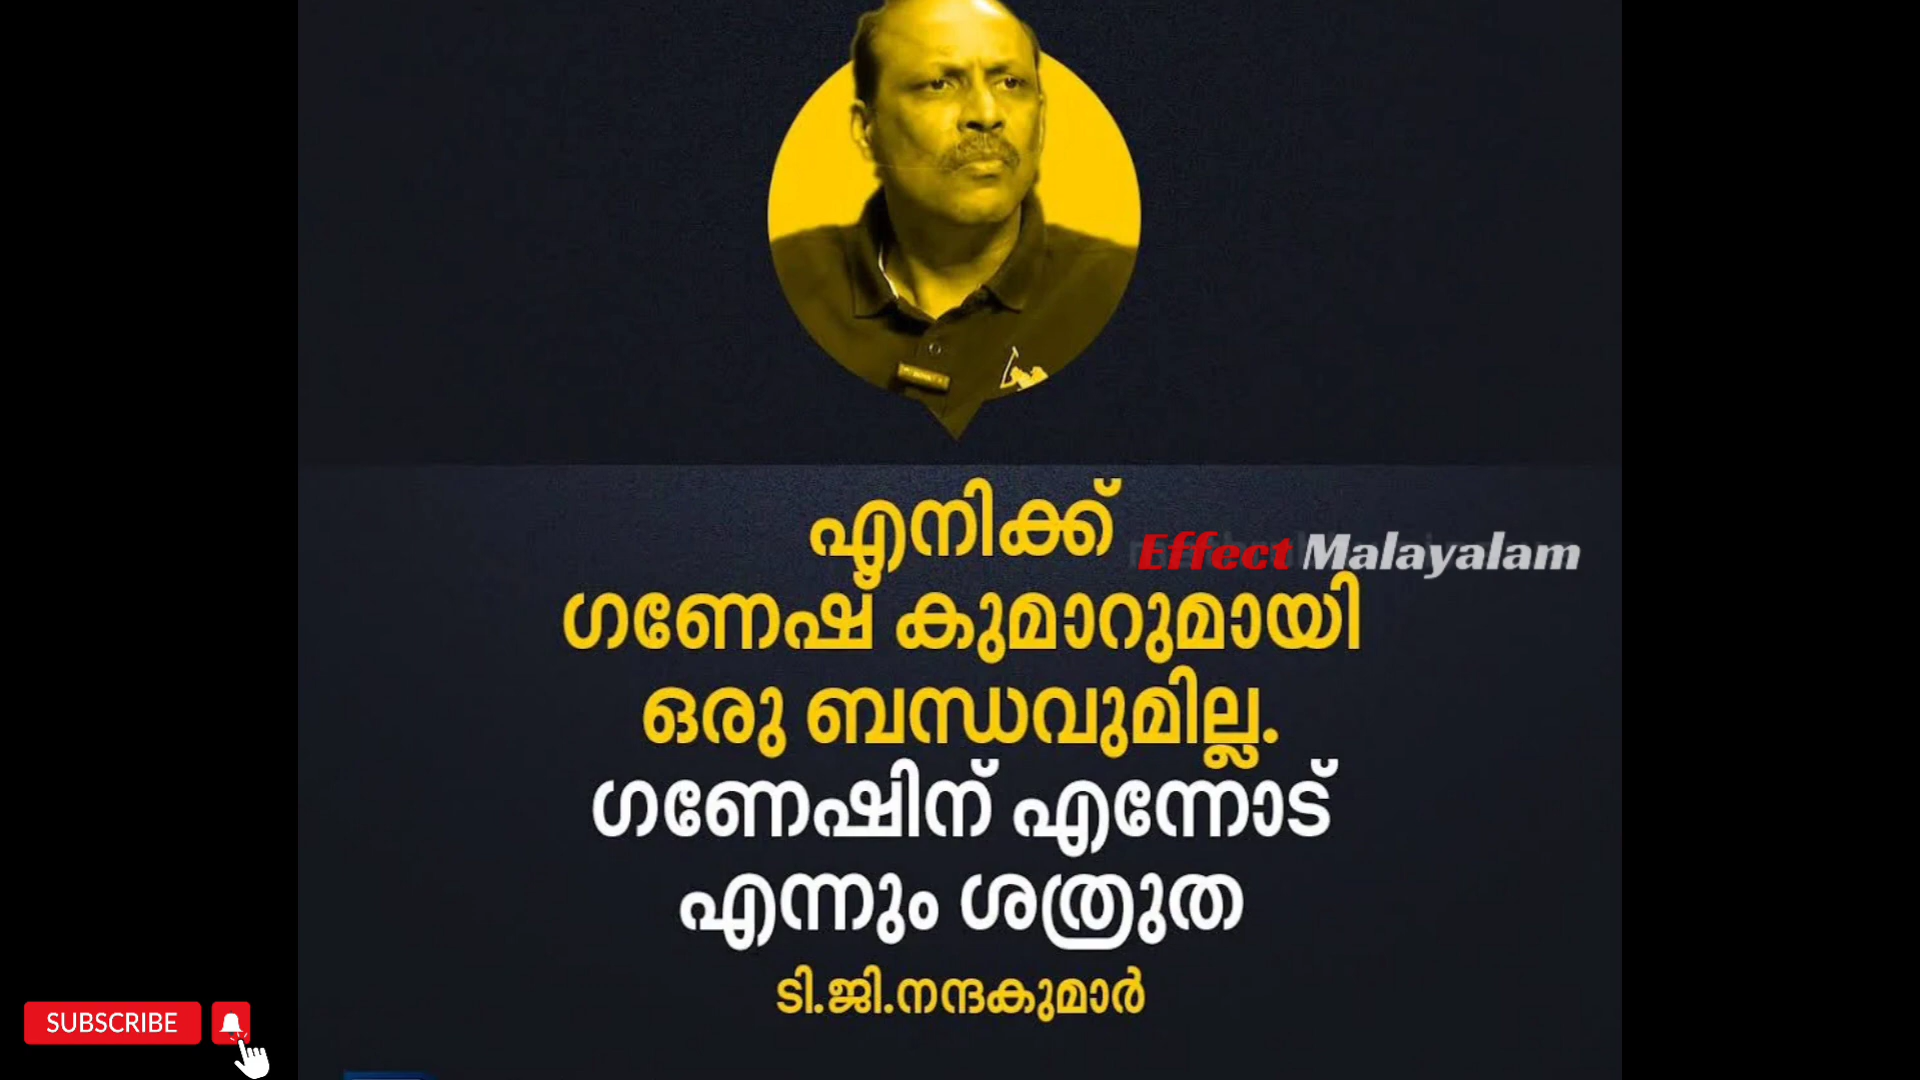 എനിക്ക്
Effect Malayalam
ഗണേഷ് കുമാറുമായി
ഒരു ബന്ധവുമില്ല.
ഗണേഷിന് എന്നോട്
എന്നും ശത്രുത
ടി.ജി.നന്ദകുമാർ
SUBSCRIBE